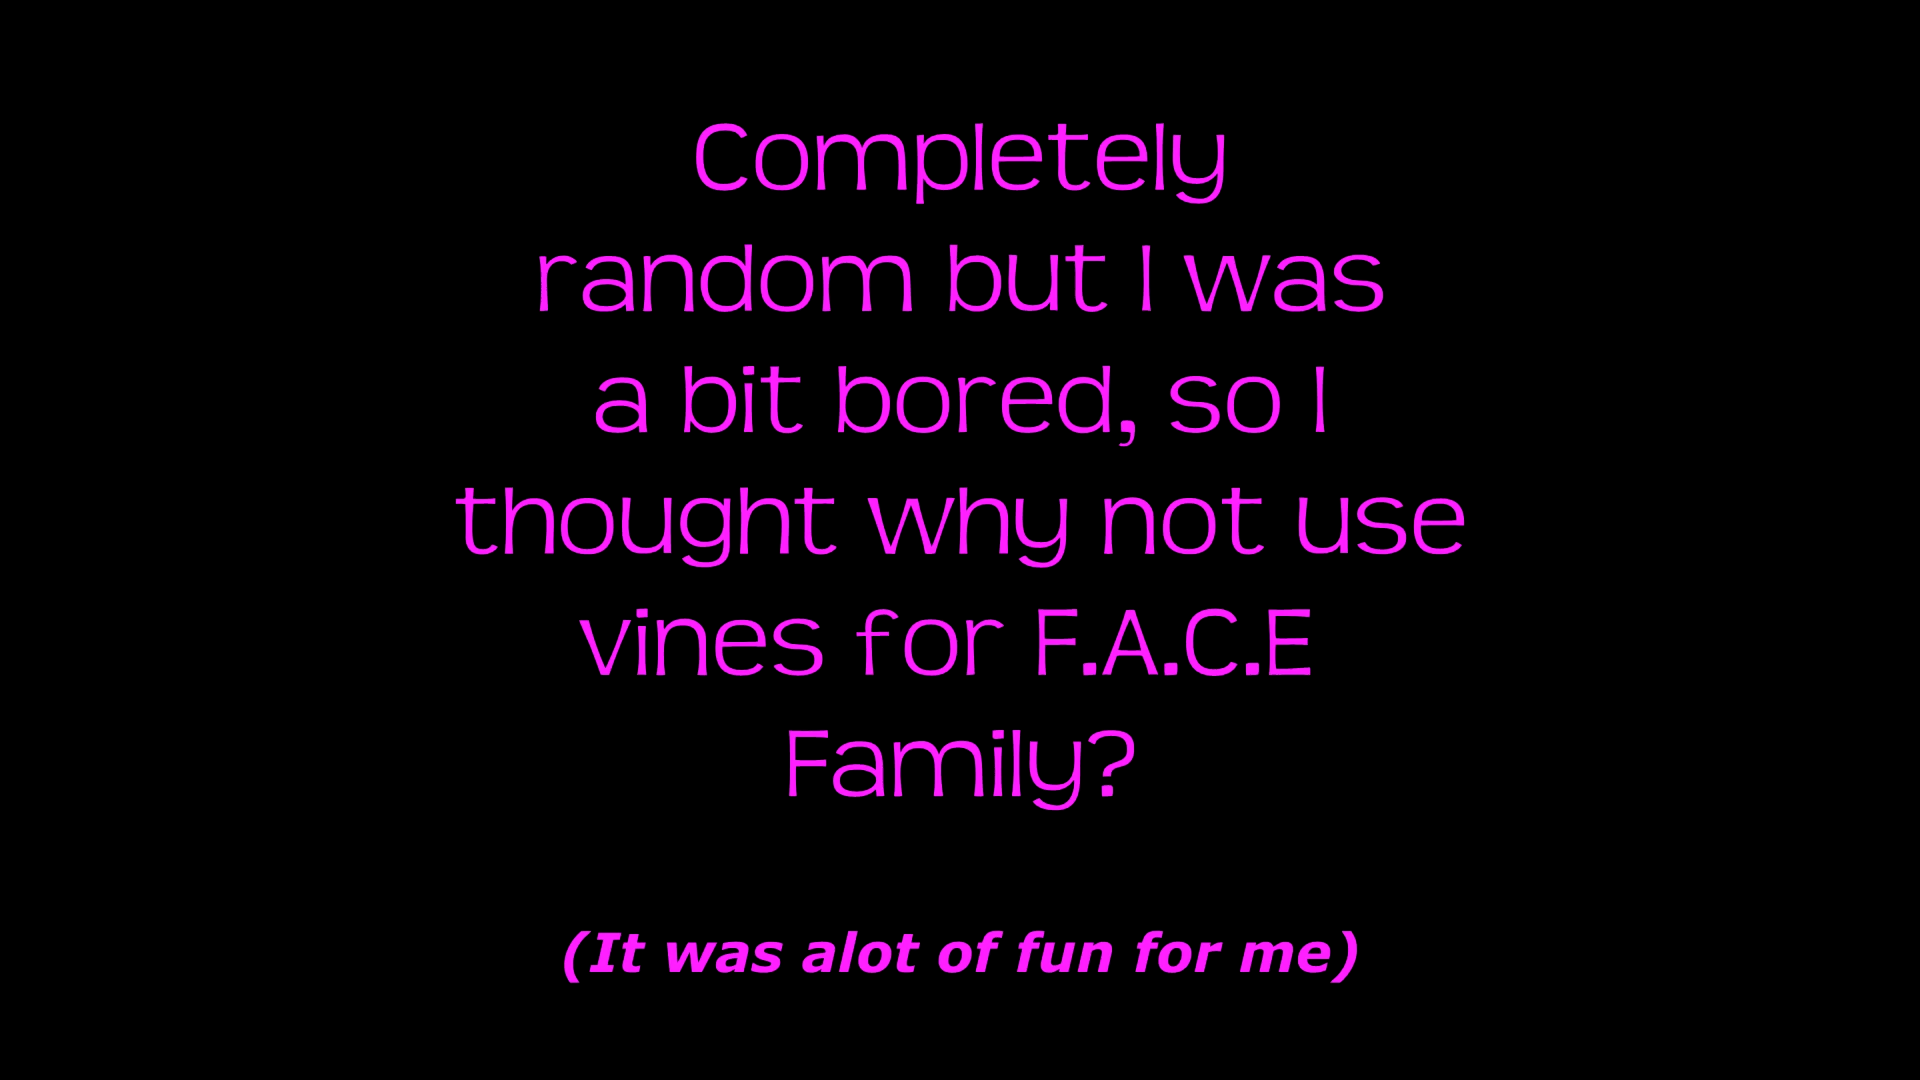 Completely
random but I was
a bit bored, so I
thought why not use
vines for F.A.C.E
Family?
(It was alot of fun for me)